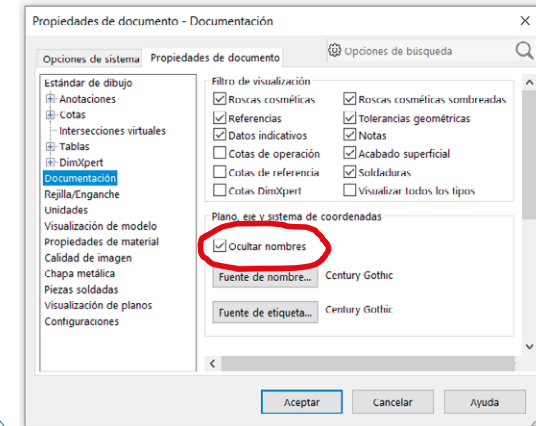 Propiedades de documento - Documentación
Opciones de sistema
Propiedades de documento
Opciones de búsqueda
Estándar de dibujo
Anotaciones
Cotas
Intersecciones virtuales
Tablas
DimXpert
Documentación
Rejilla/Enganche
Unidades
Visualización de modelo
Propiedades de material
Calidad de imagen
Chapa metálica
Piezas soldadas
Visualización de planos
Configuraciones
Filtro de visualización
Roscas cosméticas
Roscas cosméticas sombreadas
Referencias
Tolerancias geométricas
Datos indicativos
Notas
Cotas de operación
Acabado superficial
Cotas de referencia
Soldaduras
Cotas DimXpert
Visualizar todos los tipos
Plano, eje y sistema de coordenadas
Ocultar nombres
Fuente de nombre... Century Gothic
Fuente de etiqueta... Century Gothic
Aceptar Cancelar Ayuda